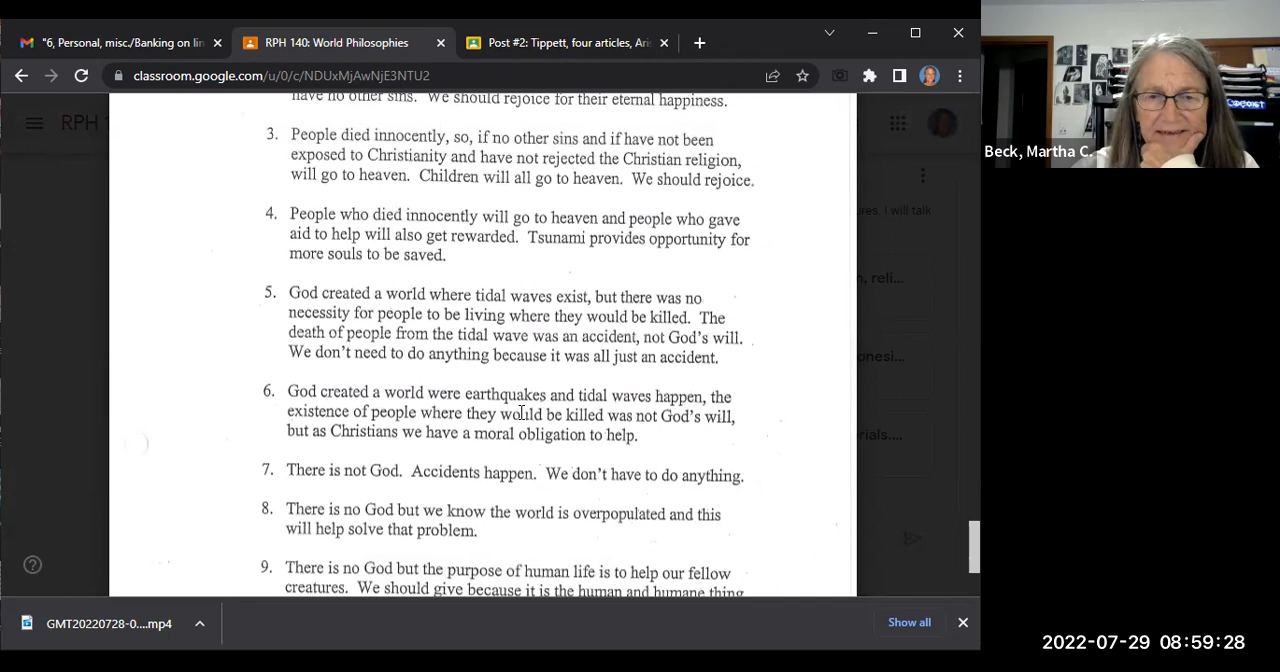 "6, Personal, misc./Banking on lin
RPH 140: World Philosophies
Post #2: Tippett, four articles, Ari
classroom.google.com/u/0/c/NDUxMjAwNjE3NTU2
RPH
have no other sins. We should rejoice for their eternal happiness.
3. People died innocently, so, if no other sins and if have not been
exposed to Christianity and have not rejected the Christian religion,
will go to heaven. Children will all go to heaven. We should rejoice.
4. People who died innocently will go to heaven and people who gave
aid to help will also get rewarded. Tsunami provides opportunity for
more souls to be saved.
5. God created a world where tidal waves exist, but there was no
necessity for people to be living where they would be killed. The
death of people from the tidal wave was an accident, not God's will.
We don't need to do anything because it was all just an accident.
6. God created a world were earthquakes and tidal waves happen, the
existence of people where they would be killed was not God's will,
but as Christians we have a moral obligation to help.
7. There is not God. Accidents happen. We don't have to do anything.
8. There is no God but we know the world is overpopulated and this
will help solve that problem.
9. There is no God but the purpose of human life is to help our fellow
creatures. We should give because it is the human and humane thing
res. I will talk
n, reli...
onesi...
rials....
GMT20220728-0....mp4
Show all
Beck, Martha C.
2022-07-29 08:59:28